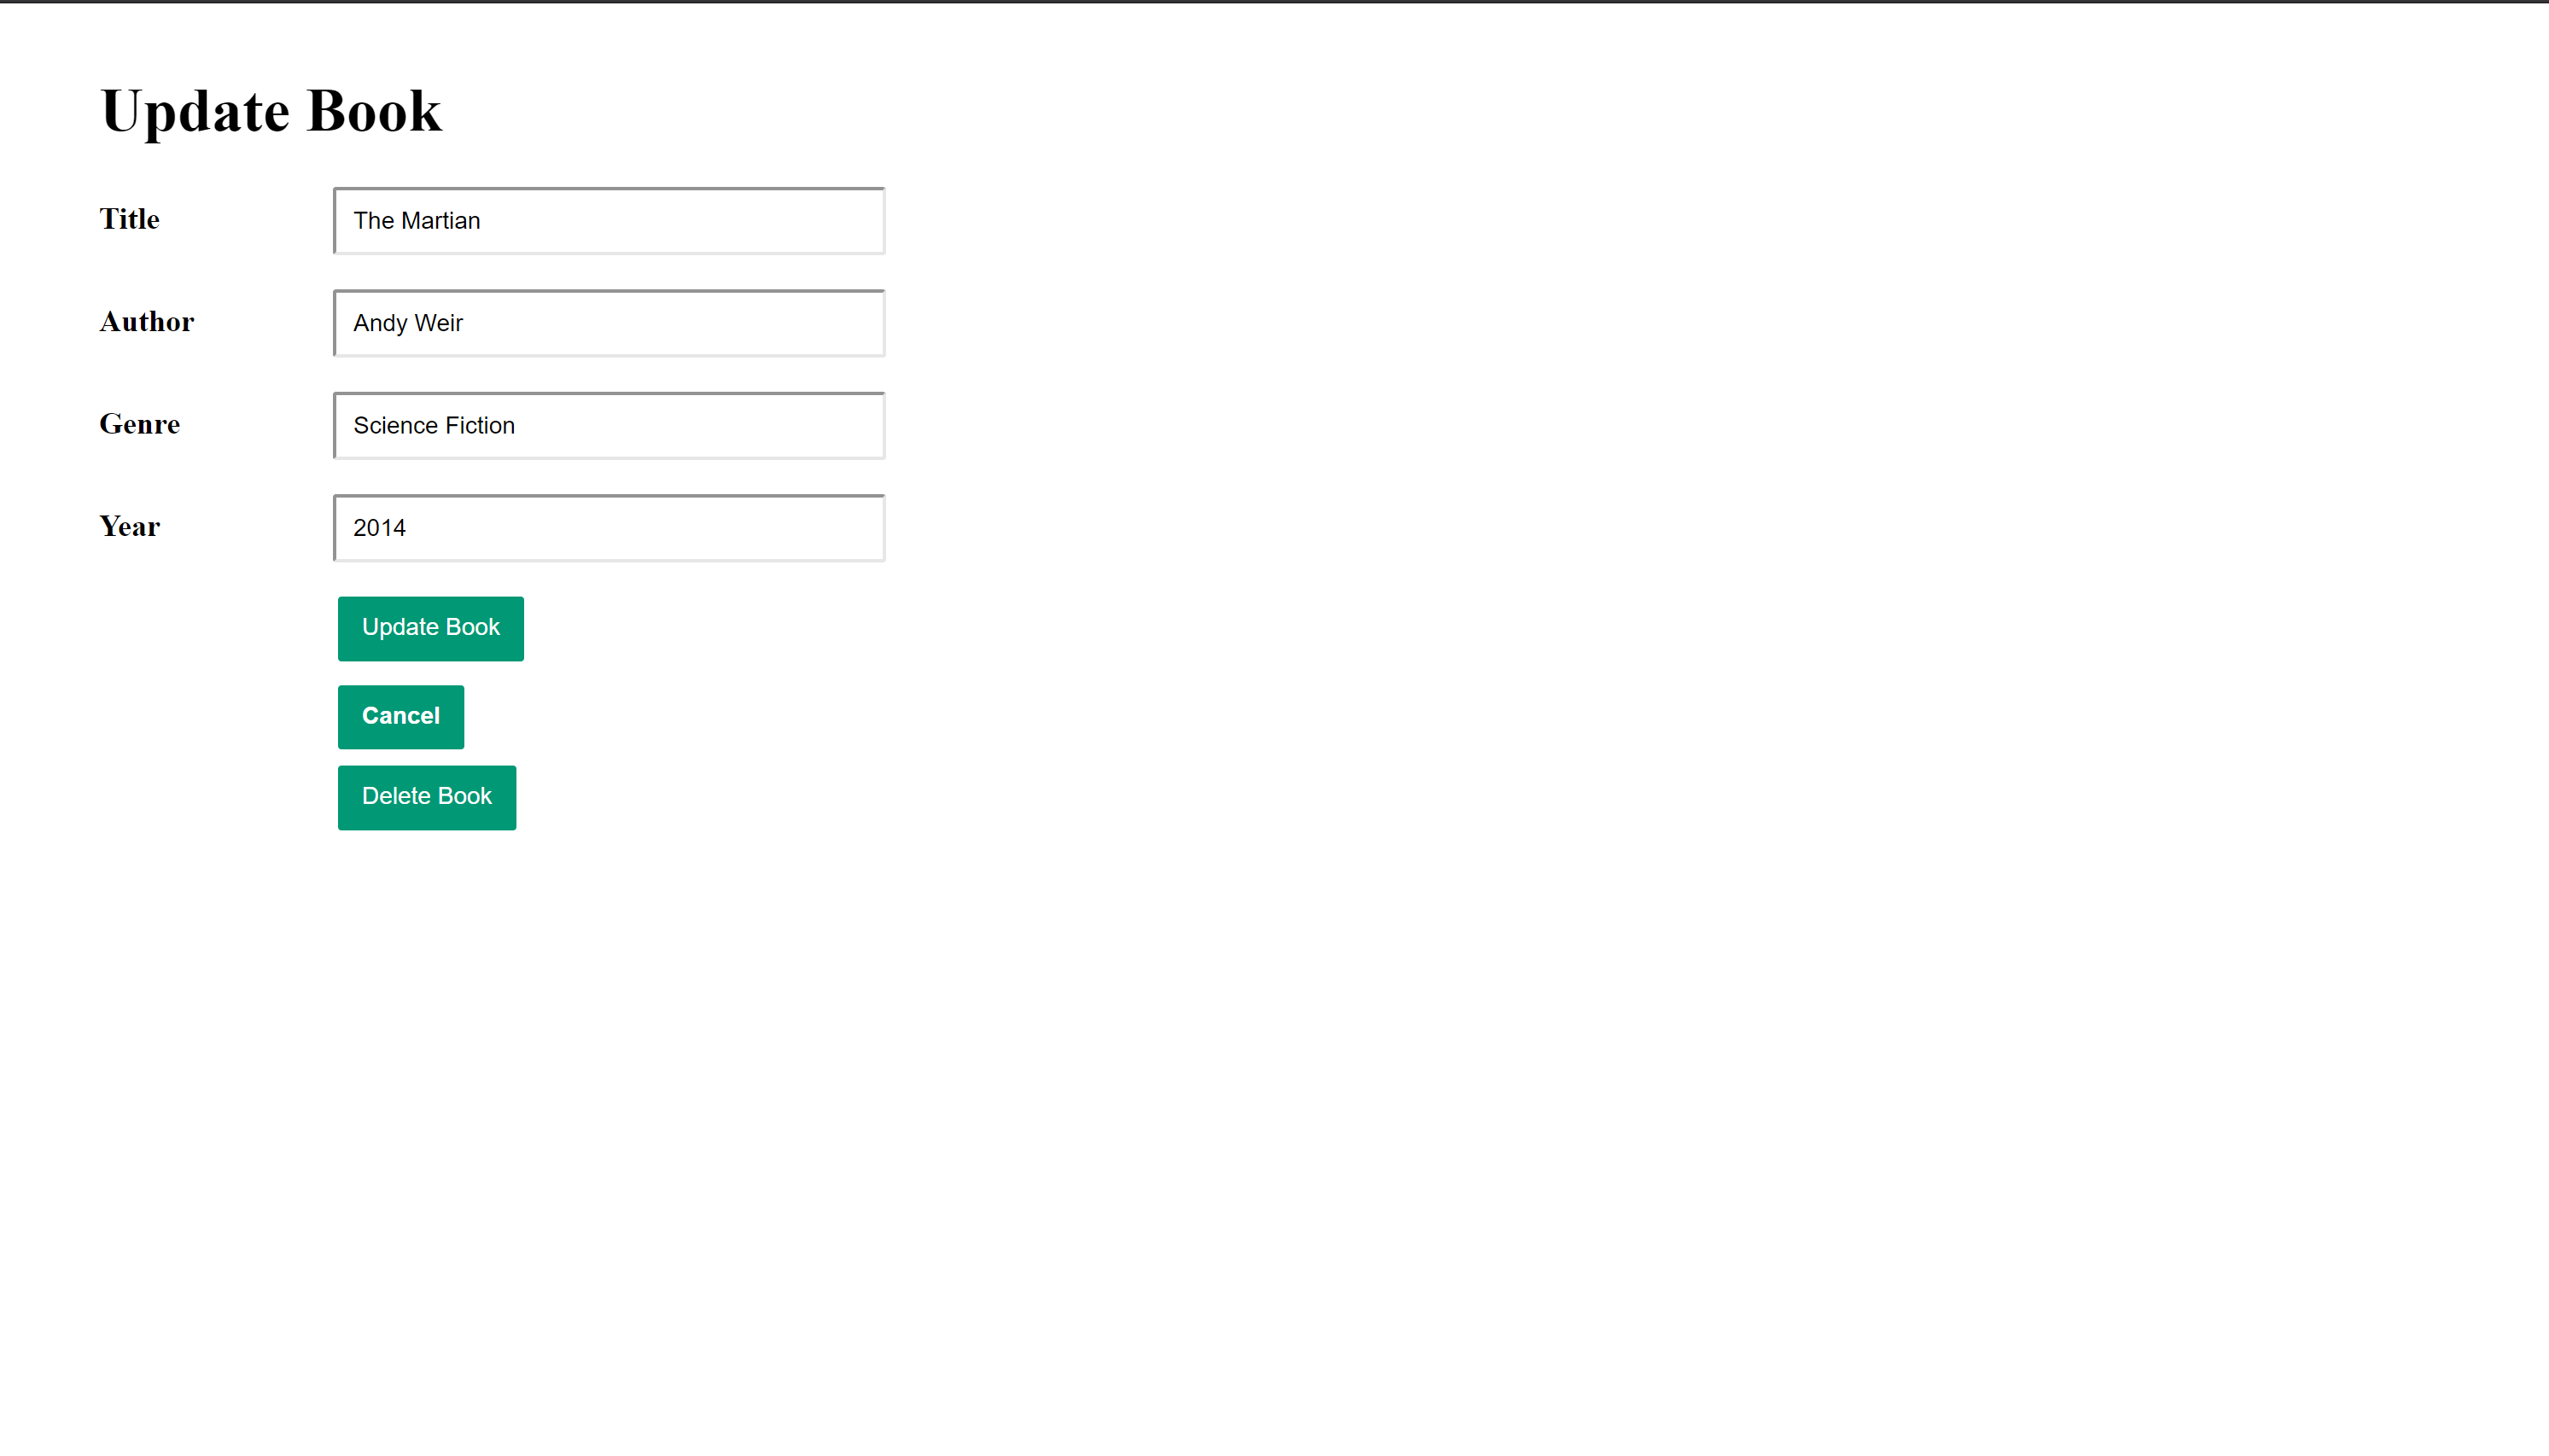 Update Book
Title The Martian
Author Andy Weir
Genre Science Fiction
Year 2014
Update Book
Cancel
Delete Book